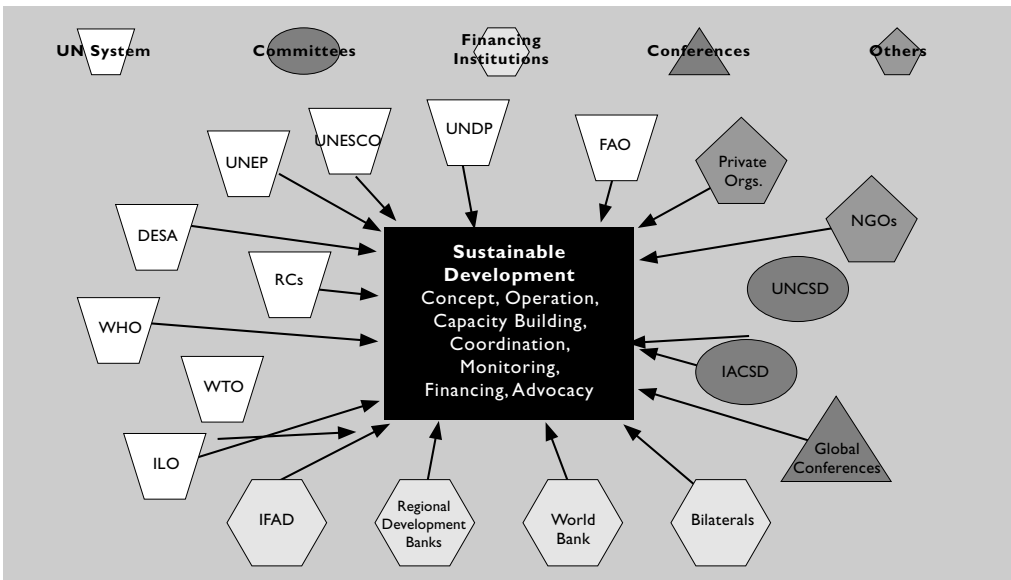 UN System
Committees
Financing
Institutions
Conferences
Others
UNEP
UNESCO
UNDP
FAO
Private
Orgs.
DESA
NGOs
RCs
UNCSD
WHO
WTO
IACSD
ILO
Global
Conferences
Sustainable
Development
Concept, Operation,
Capacity Building,
Coordination,
Monitoring,
Financing, Advocacy
IFAD
Regional
Development
Banks
World
Bank
Bilaterals